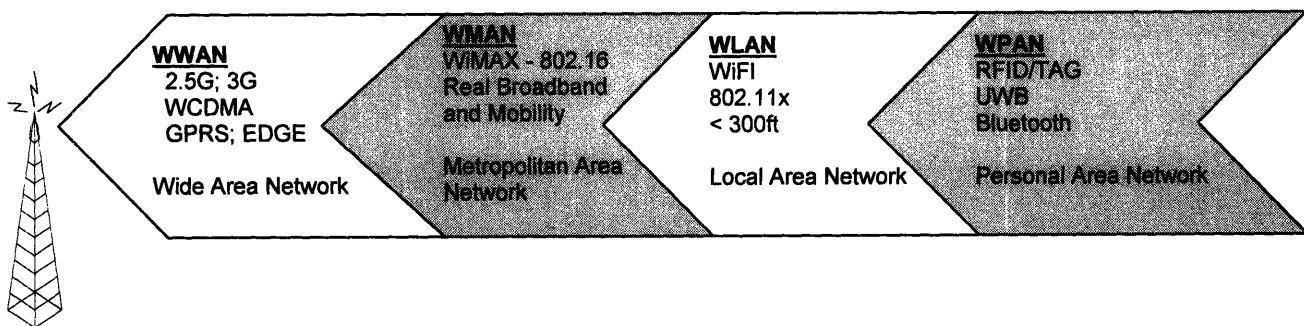 WWAN
2.5G; 3G
WCDMA
GPRS; EDGE
Wide Area Network
WMAN
WiMAX - 802.16
Real Broadband
and Mobility
Metropolitan Area
Network
WLAN
WiFI
802.11x
< 300ft
Local Area Network
WPAN
RFID/TAG
UWB
Bluetooth
Personal Area Network